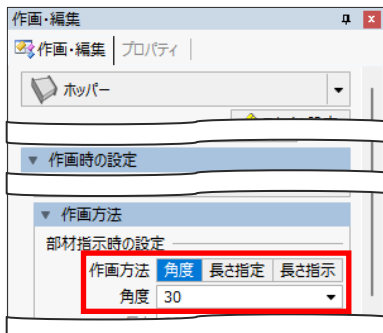 作画・編集
作画・編集 プロパティ
ホッパー
作画時の設定
作画方法
部材指示時の設定
作画方法 角度 長さ指定 長さ指示
角度 30